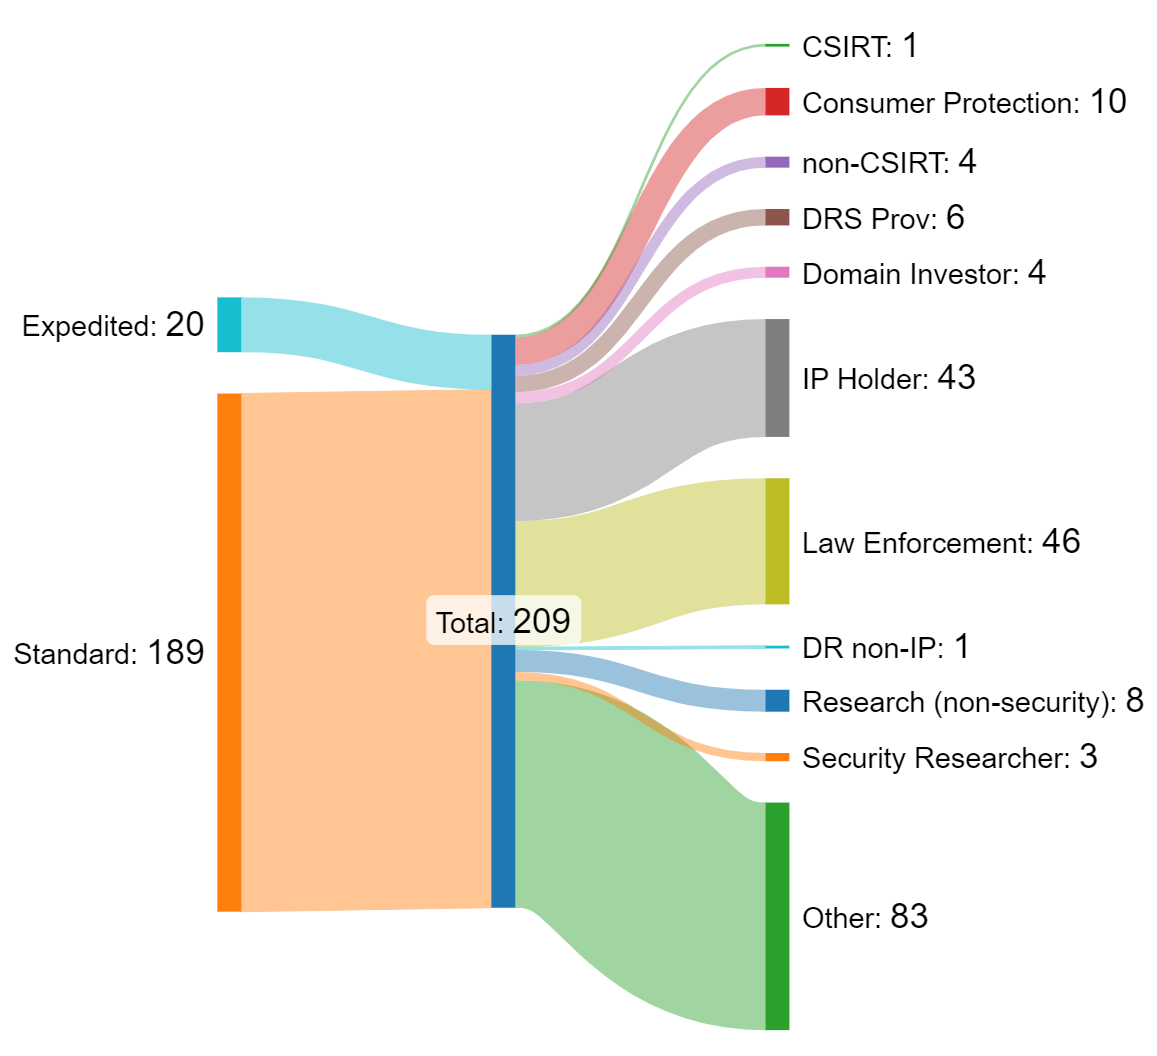 CSIRT: 1
Consumer Protection: 10
non-CSIRT: 4
DRS Prov: 6
Domain Investor: 4
Expedited: 20
IP Holder: 43
Law Enforcement: 46
Total: 209
Standard: 189
DR non-IP: 1
Research (non-security): 8
Security Researcher: 3
Other: 83